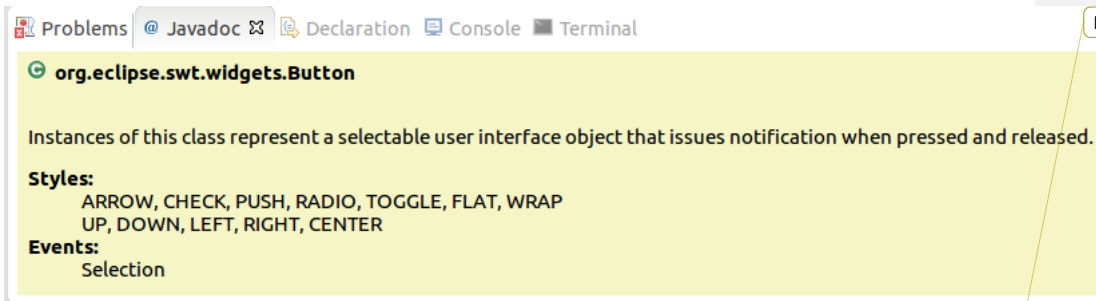 Problems @ Javadoc Declaration Console Terminal
org.eclipse.swt.widgets.Button
Instances of this class represent a selectable user interface object that issues notification when pressed and released.
Styles:
ARROW, CHECK, PUSH, RADIO, TOGGLE, FLAT, WRAP
UP, DOWN, LEFT, RIGHT, CENTER
Events:
Selection